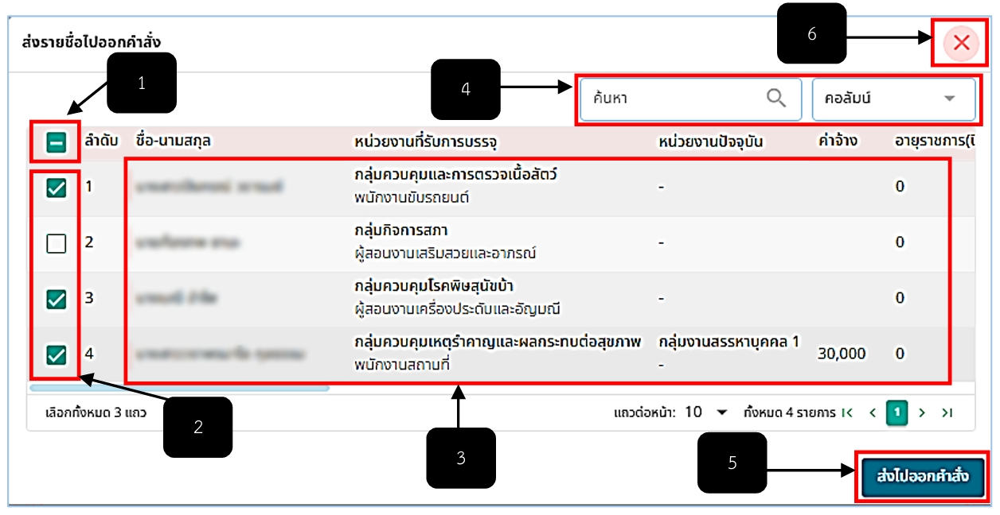 6
ส่งรายชื่อไปออกคำสั่ง
1
4
ค้นหา
คอลัมน์
ลำดับ ชื่อ-นามสกุล หน่วยงานที่รับการบรรจุ หน่วยงานปัจจุบัน ค่าจ้าง อายุราชการ(ปี
1 กลุ่มควบคุมและการตรวจเนื้อสัตว์ - 0
พนักงานขับรถยนต์
2 กลุ่มกิจการสภา - 0
ผู้สอนงานเสริมสวยและอาภรณ์
3 กลุ่มควบคุมโรคพิษสุนัขบ้า - 0
ผู้สอนงานเครื่องประดับและอัญมณี
4 กลุ่มควบคุมเหตุรำคาญและผลกระทบต่อสุขภาพ กลุ่มงานสรรหาบุคคล 1 30,000 0
พนักงานสถานที่ -
เลือกทั้งหมด 3 แถว แถวต่อหน้า: 10 ทั้งหมด 4 รายการ 1
2
3
5
ส่งไปออกคำสั่ง